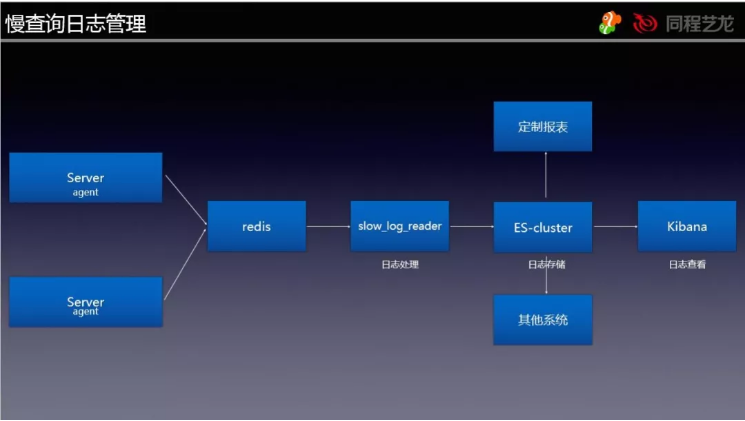 慢查询日志管理
同程艺龙
定制报表
Server
agent
redis
slow_log_reader
ES-cluster
Kibana
日志处理
日志存储
日志查看
Server
agent
其他系统